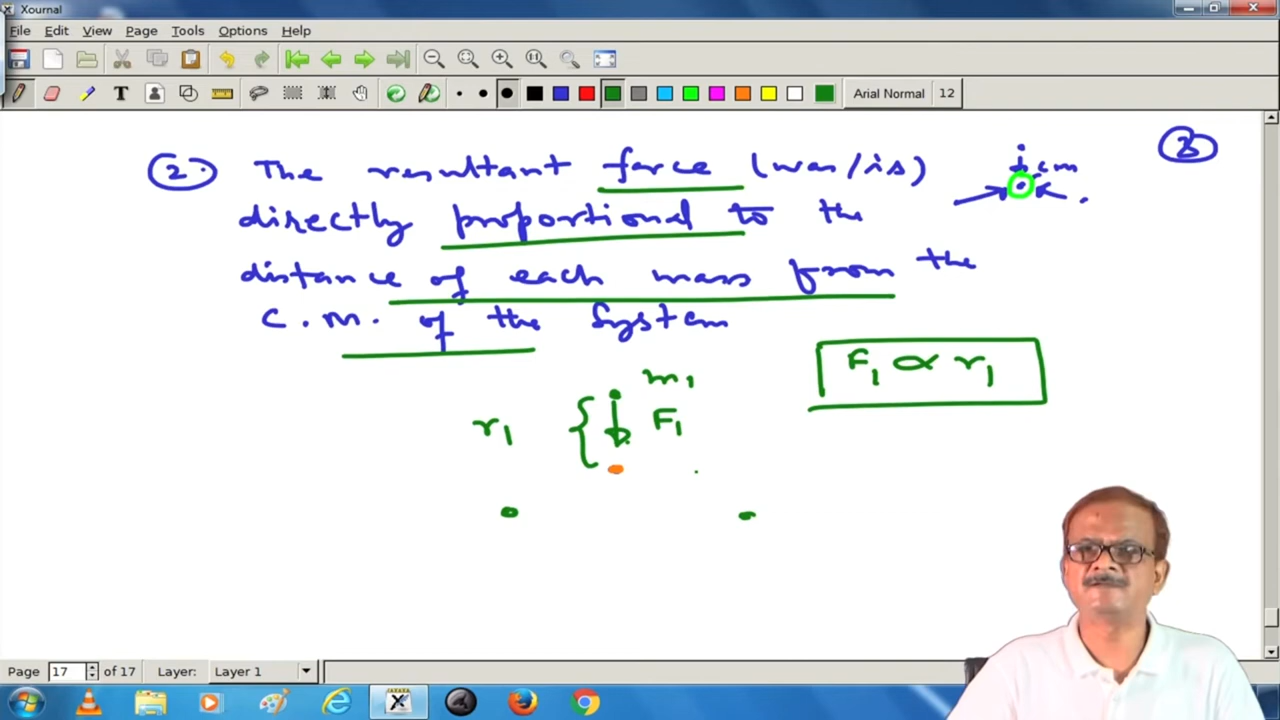 Xournal
File Edit View Page Tools Options Help
Arial Normal 12
3
2. The resultant force (was/is)
cm
directly proportional to the
distance of each mass from the
C.M. of the System
F1 ∝ r1
m1
r1 { F1
Page 17 of 17 Layer: Layer 1